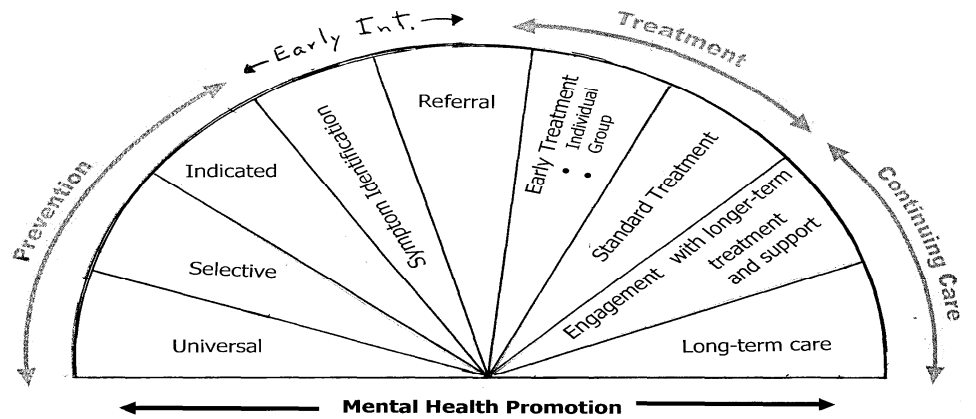 Early Int.
Treatment
Prevention
Continuing Care
Universal
Selective
Indicated
Symptom Identification
Referral
Early Treatment
• Individual
• Group
Standard Treatment
Engagement with longer-term
treatment
and support
Long-term care
Mental Health Promotion